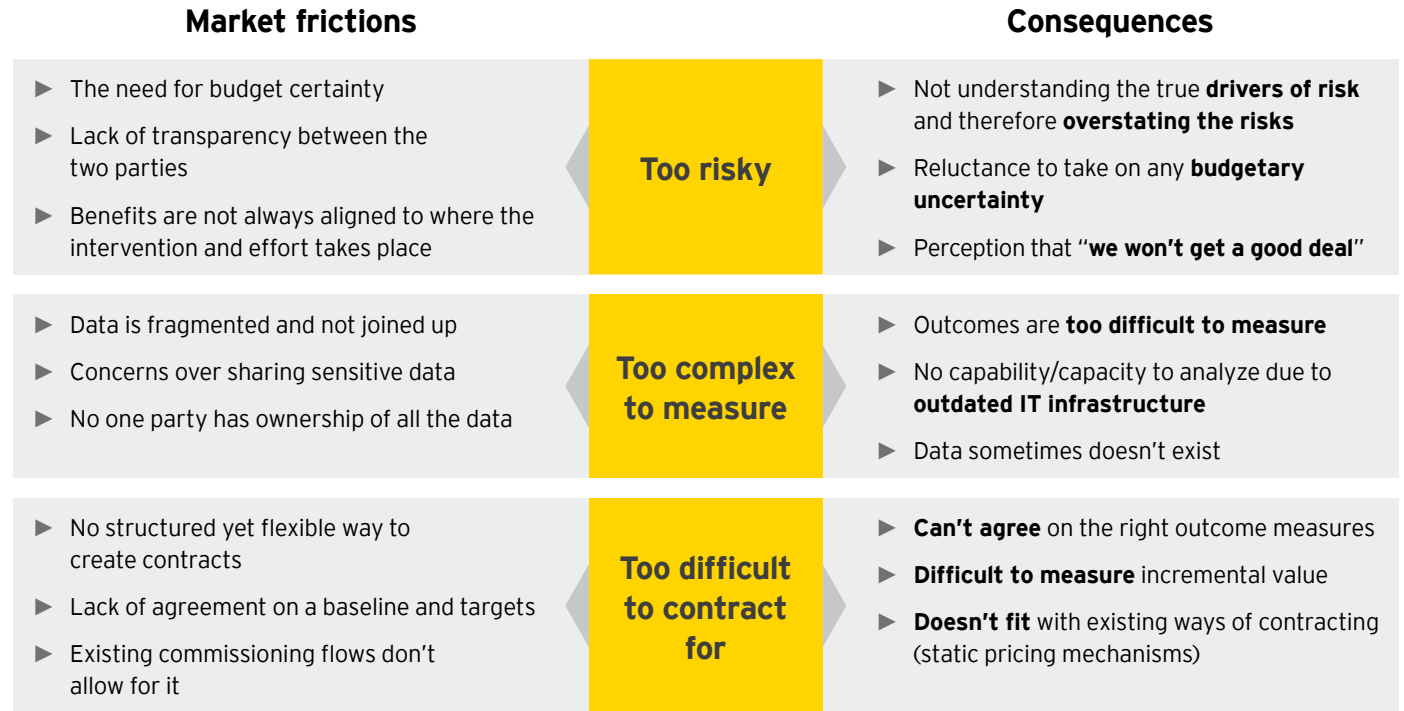 Market frictions
Consequences
► The need for budget certainty
► Lack of transparency between the
two parties
► Benefits are not always aligned to where the
intervention and effort takes place
Too risky
► Not understanding the true drivers of risk
and therefore overstating the risks
► Reluctance to take on any budgetary
uncertainty
► Perception that “we won’t get a good deal”
► Data is fragmented and not joined up
► Concerns over sharing sensitive data
► No one party has ownership of all the data
Too complex
to measure
► Outcomes are too difficult to measure
► No capability/capacity to analyze due to
outdated IT infrastructure
► Data sometimes doesn’t exist
► No structured yet flexible way to
create contracts
► Lack of agreement on a baseline and targets
► Existing commissioning flows don’t
allow for it
Too difficult
to contract
for
► Can’t agree on the right outcome measures
► Difficult to measure incremental value
► Doesn’t fit with existing ways of contracting
(static pricing mechanisms)